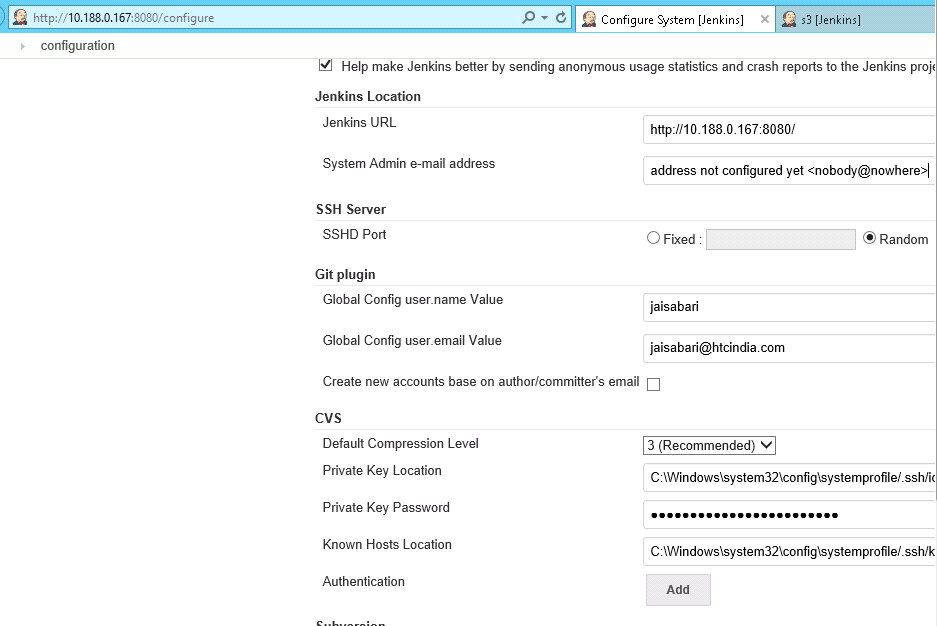 http://10.188.0.167:8080/configure
Configure System [Jenkins]
s3 [Jenkins]
configuration
Help make Jenkins better by sending anonymous usage statistics and crash reports to the Jenkins proje
Jenkins Location
Jenkins URL
http://10.188.0.167:8080/
System Admin e-mail address
address not configured yet <nobody@nowhere>
SSH Server
SSHD Port
Fixed :
Random
Git plugin
Global Config user.name Value
jaisabari
Global Config user.email Value
jaisabari@htcindia.com
Create new accounts base on author/committer's email
CVS
Default Compression Level
3 (Recommended)
Private Key Location
C:\Windows\system32\config\systemprofile/.ssh/ic
Private Key Password
Known Hosts Location
C:\Windows\system32\config\systemprofile/.ssh/k
Authentication
Add
Subversion